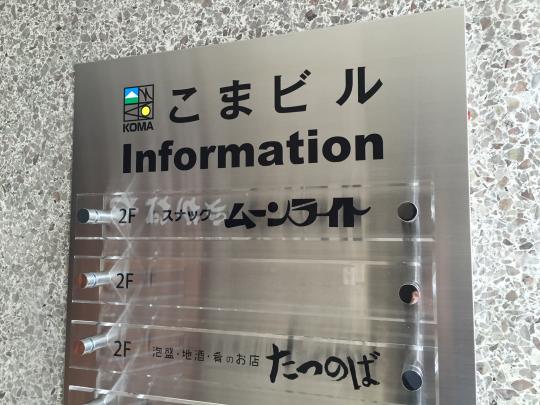 KOMA こまビル
Information
2F スナック ムーンライト
2F
2F 泡盛・地酒・肴のお店 たつのば